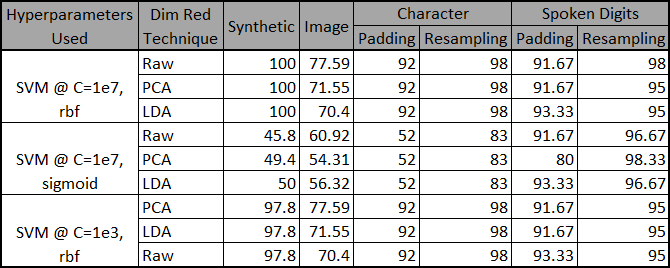 Hyperparameters Used Dim Red Technique Synthetic Image Character Spoken Digits
Padding Resampling Padding Resampling
SVM @ C=1e7, rbf Raw 100 77.59 92 98 91.67 98
PCA 100 71.55 92 98 91.67 95
LDA 100 70.4 92 98 93.33 95
SVM @ C=1e7, sigmoid Raw 45.8 60.92 52 83 91.67 96.67
PCA 49.4 54.31 52 83 80 98.33
LDA 50 56.32 52 83 93.33 96.67
SVM @ C=1e3, rbf PCA 97.8 77.59 92 98 91.67 95
LDA 97.8 71.55 92 98 91.67 95
Raw 97.8 70.4 92 98 93.33 95